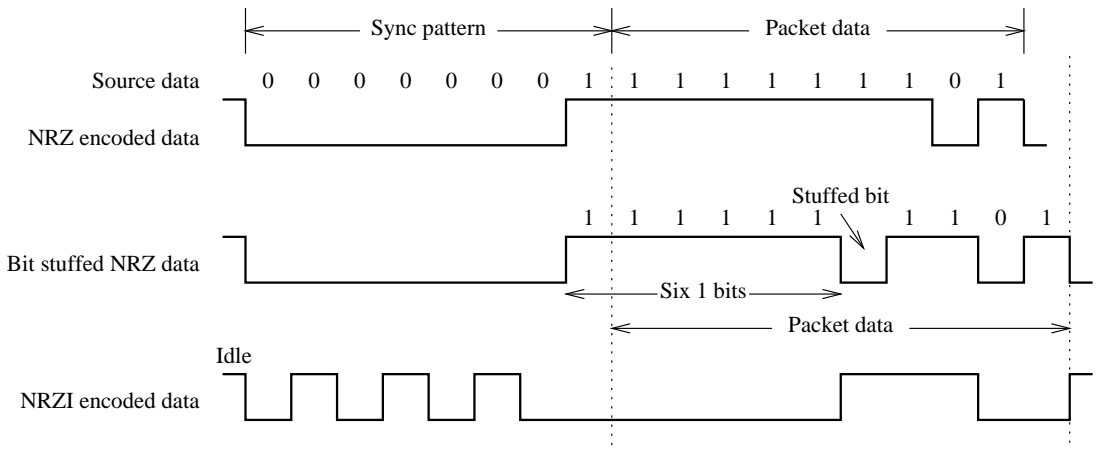 Sync pattern Packet data
Source data 0 0 0 0 0 0 0 1 1 1 1 1 1 1 1 0 1
NRZ encoded data
Stuffed bit
1 1 1 1 1 1 1 1 0 1
Bit stuffed NRZ data
Six 1 bits
Packet data
Idle
NRZI encoded data